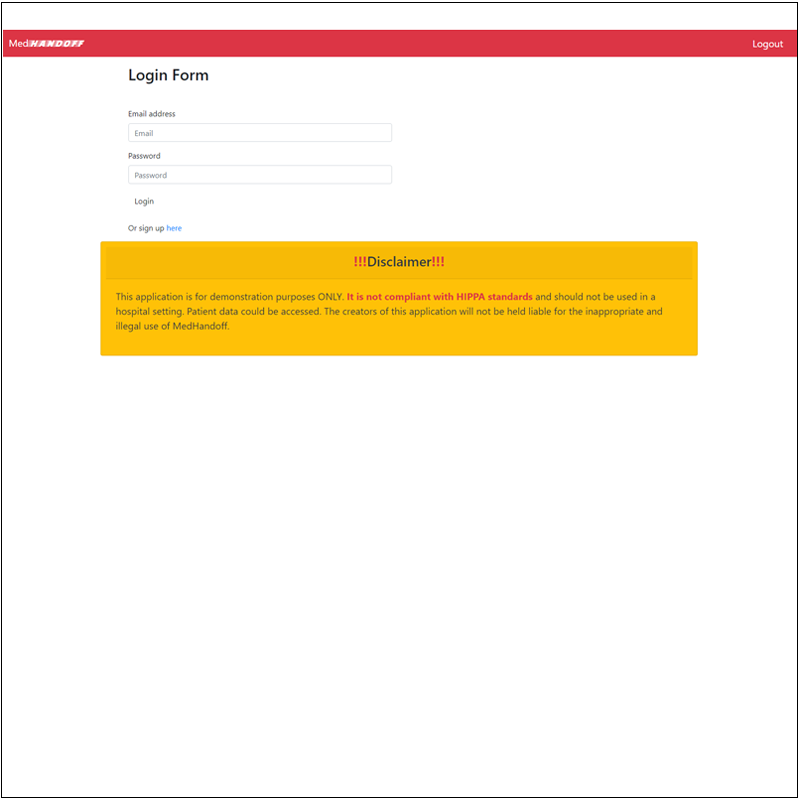 MedHANDOFF Logout
Login Form
Email address
Email
Password
Password
Login
Or sign up here
!!!Disclaimer!!!
This application is for demonstration purposes ONLY. It is not compliant with HIPPA standards and should not be used in a
hospital setting. Patient data could be accessed. The creators of this application will not be held liable for the inappropriate and
illegal use of MedHandoff.